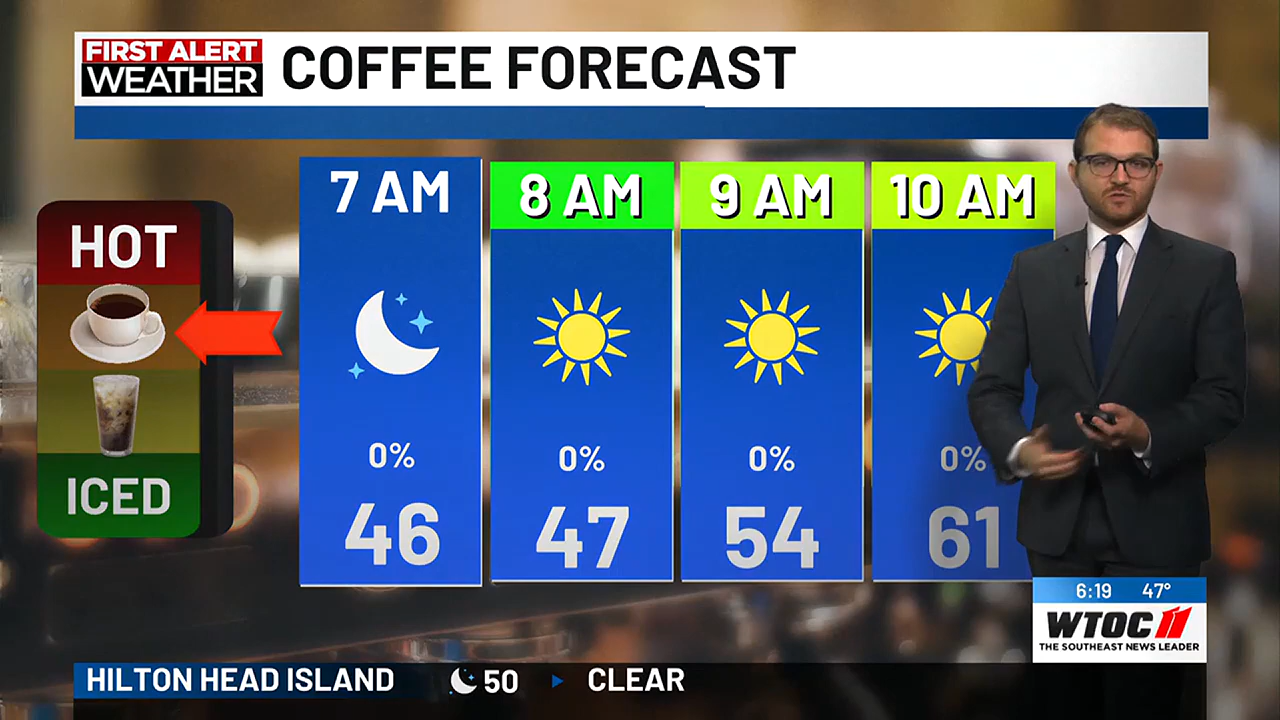 FIRST ALERT
WEATHER
COFFEE FORECAST
HOT
ICED
7 AM
0%
46
8 AM
0%
47
9 AM
0%
54
10 AM
0%
61
6:19 47°
WTOC 11
THE SOUTHEAST NEWS LEADER
HILTON HEAD ISLAND 50 CLEAR